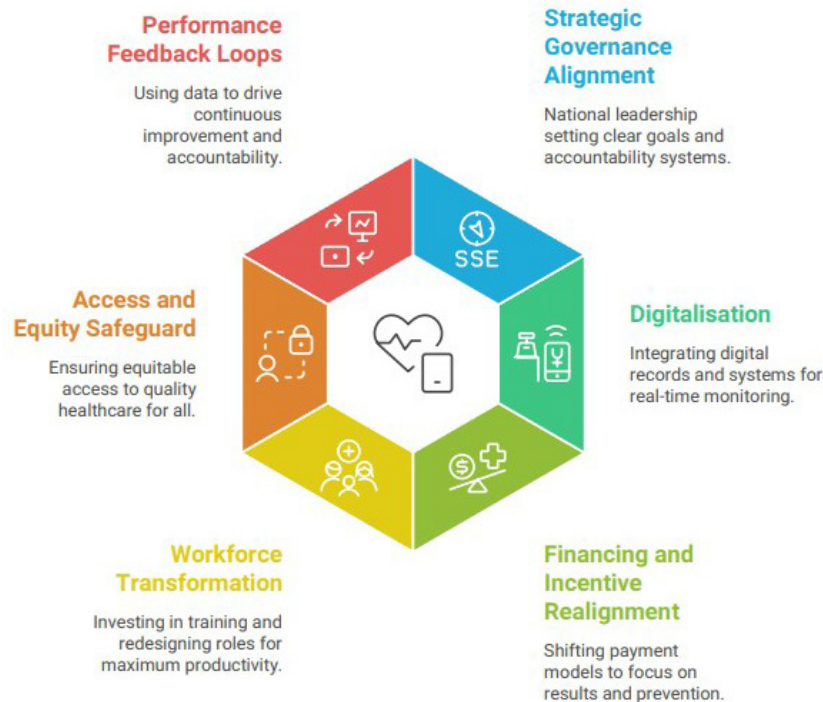 Performance
Feedback Loops
Using data to drive
continuous
improvement and
accountability.
Strategic
Governance
Alignment
National leadership
setting clear goals and
accountability systems.
SSE
Access and
Equity Safeguard
Ensuring equitable
access to quality
healthcare for all.
Digitalisation
Integrating digital
records and systems for
real-time monitoring.
$
¥
Workforce
Transformation
Investing in training and
redesigning roles for
maximum productivity.
Financing and
Incentive
Realignment
Shifting payment
models to focus on
results and prevention.